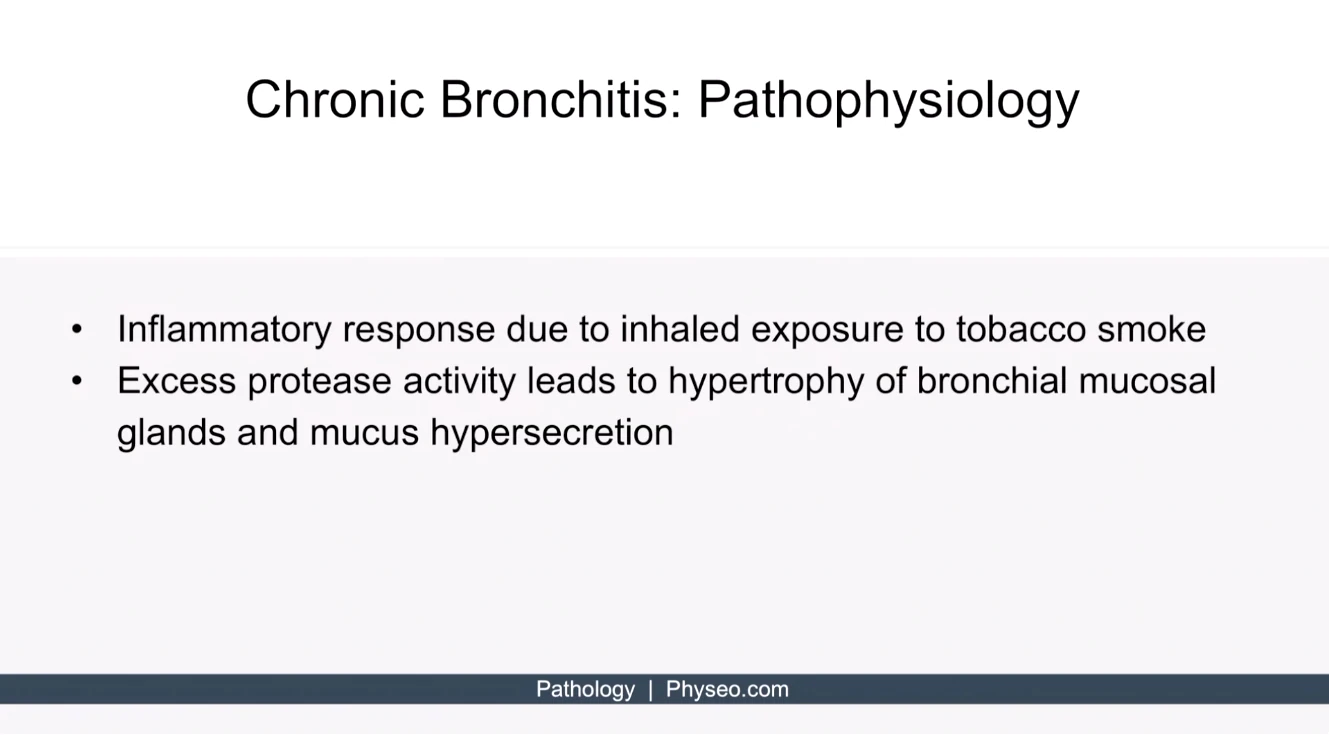 Chronic Bronchitis: Pathophysiology
• Inflammatory response due to inhaled exposure to tobacco smoke
• Excess protease activity leads to hypertrophy of bronchial mucosal
glands and mucus hypersecretion
Pathology | Physeo.com